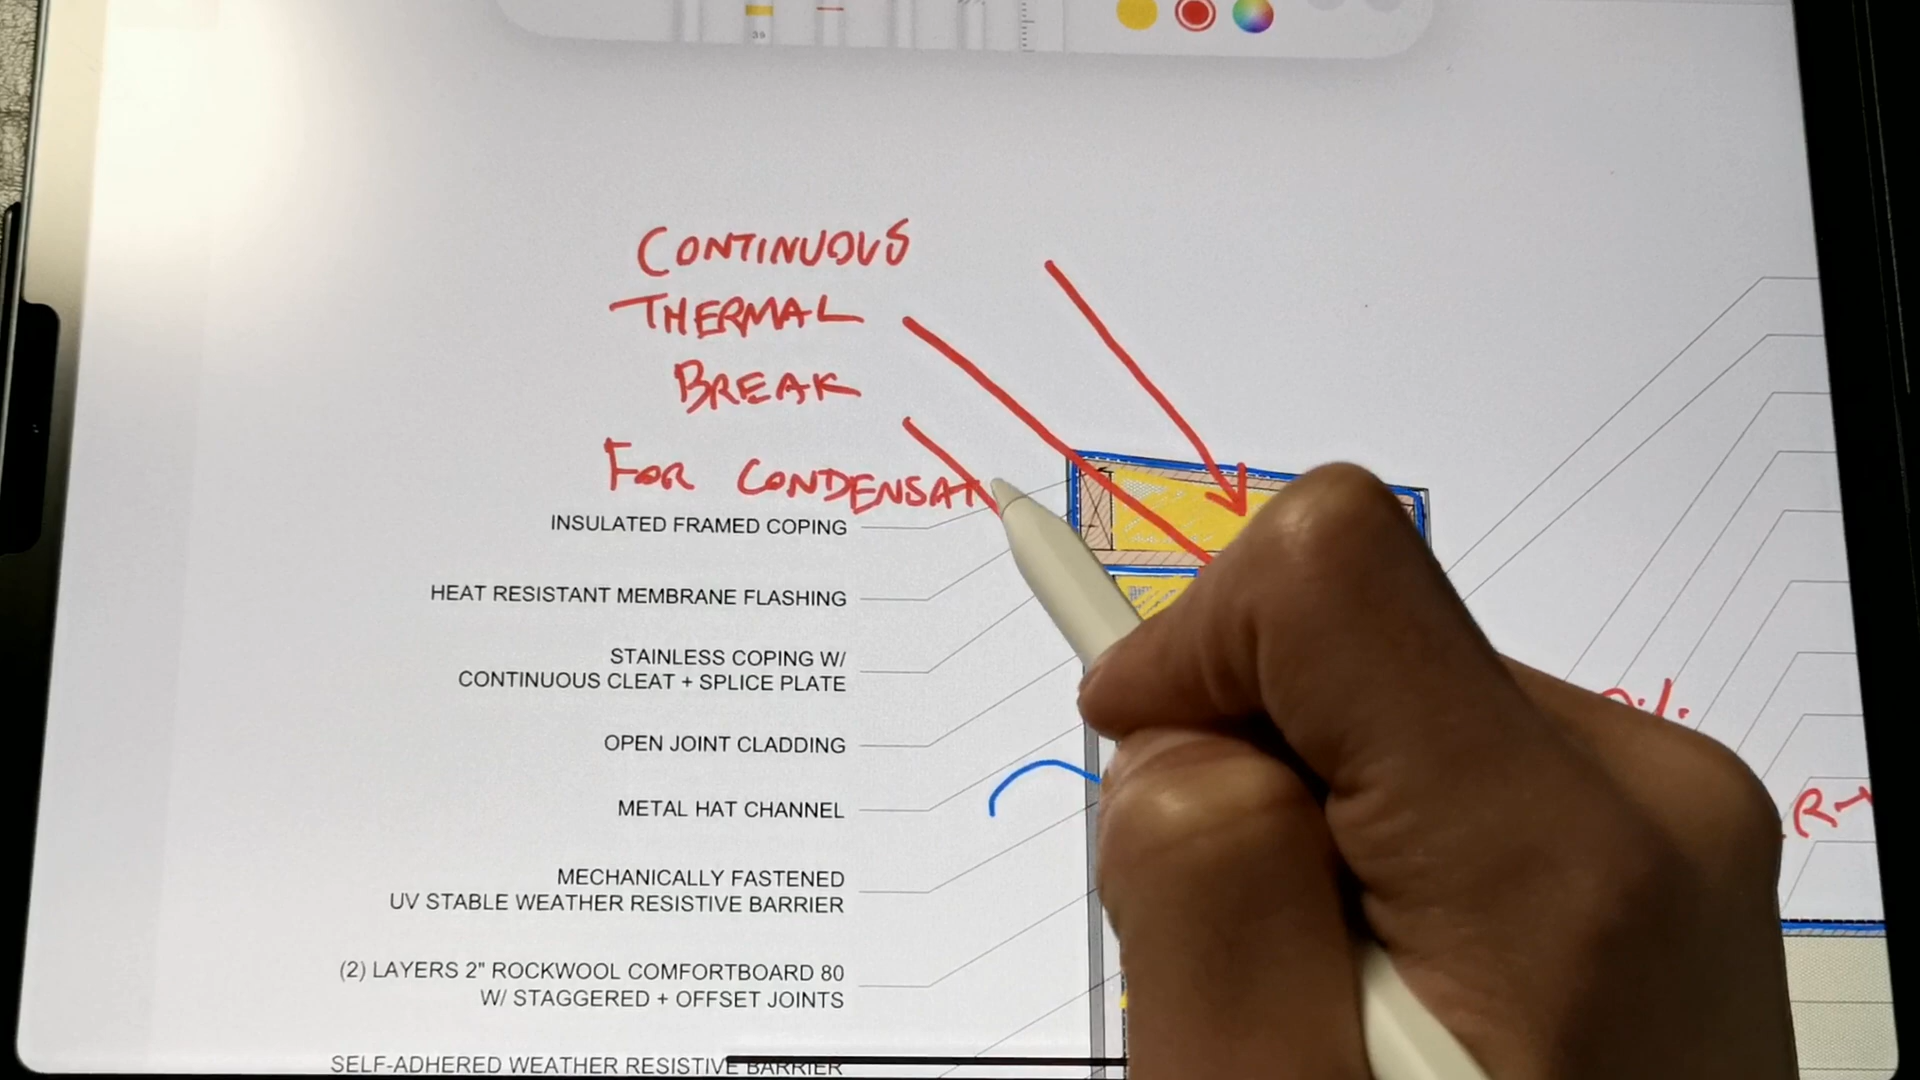 39
CONTINUOUS
THERMAL
BREAK
FOR CONDENSAT
INSULATED FRAMED COPING
HEAT RESISTANT MEMBRANE FLASHING
STAINLESS COPING W/
CONTINUOUS CLEAT + SPLICE PLATE
OPEN JOINT CLADDING
METAL HAT CHANNEL
MECHANICALLY FASTENED
UV STABLE WEATHER RESISTIVE BARRIER
(2) LAYERS 2" ROCKWOOL COMFORTBOARD 80
W/ STAGGERED + OFFSET JOINTS
SELF-ADHERED WEATHER RESISTIVE BARRIER